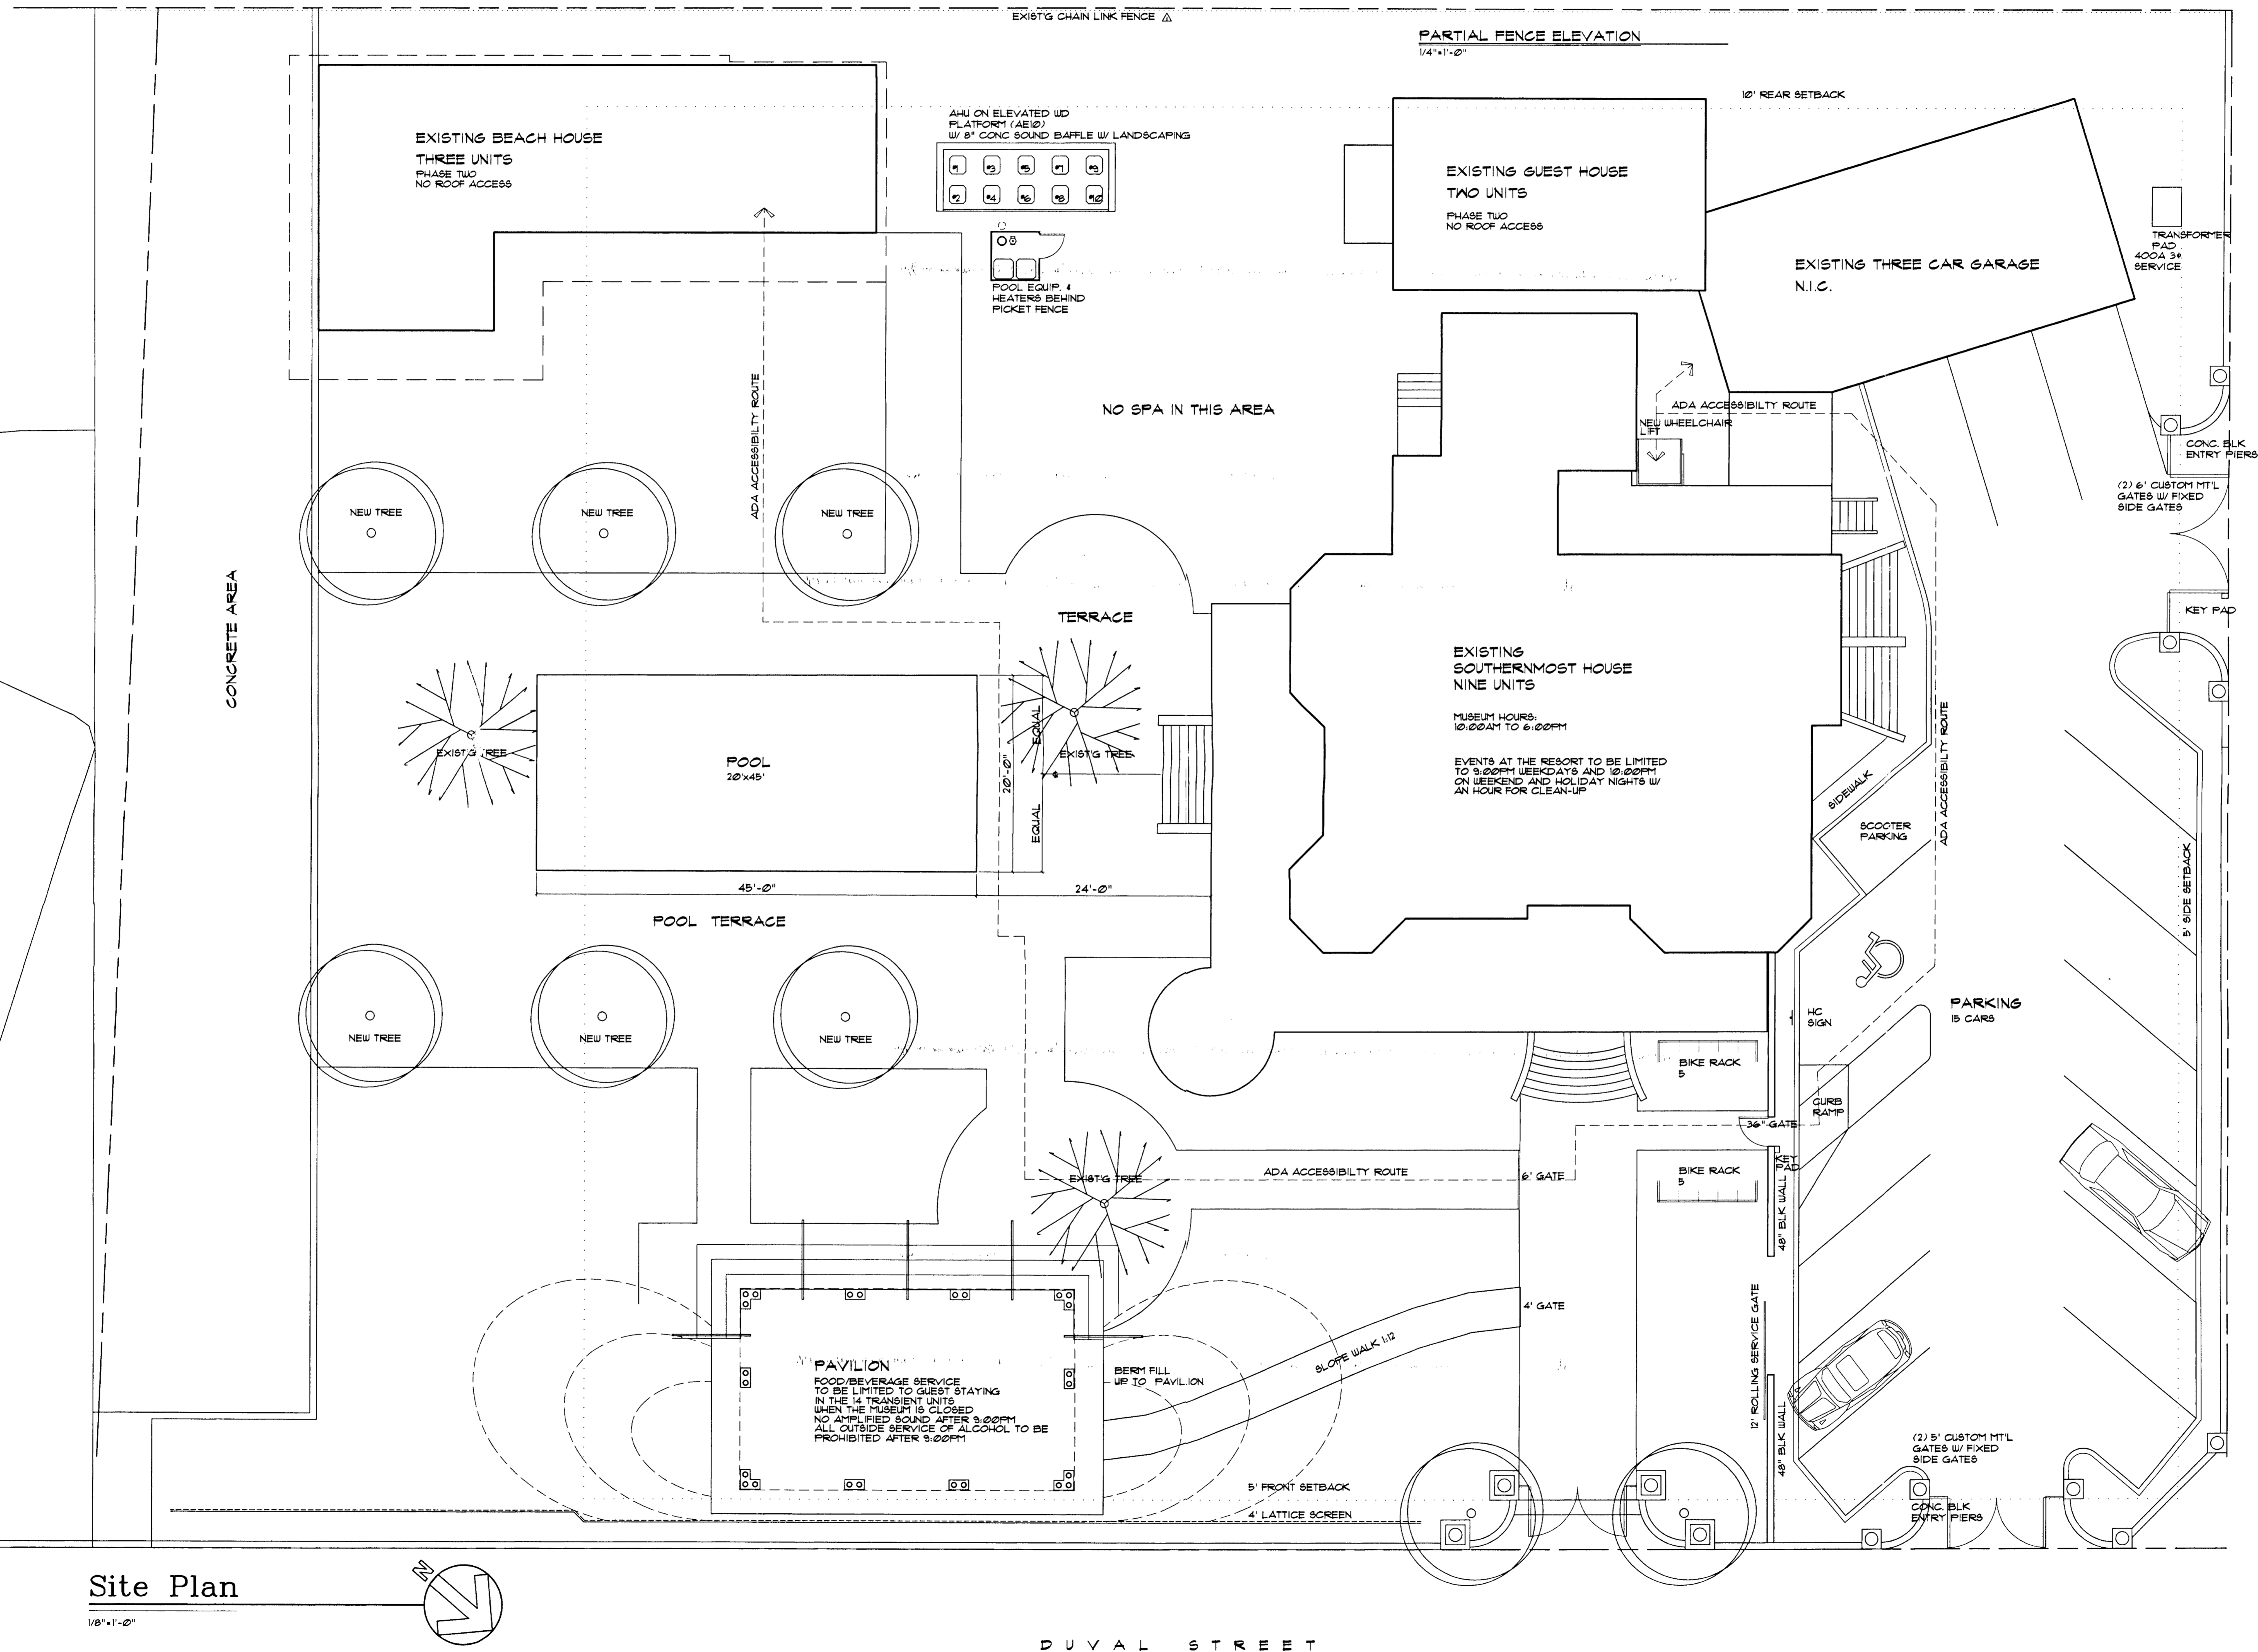 EXIST'G CHAIN LINK FENCE
PARTIAL FENCE ELEVATION
1/4"=1'-0"
10' REAR SETBACK
AHU ON ELEVATED WD
PLATFORM (AE10)
W/ 8" CONC SOUND BAFFLE W/ LANDSCAPING
#1 #3 #5 #7 #9
#2 #4 #6 #8 #10
EXISTING BEACH HOUSE
THREE UNITS
PHASE TWO
NO ROOF ACCESS
EXISTING GUEST HOUSE
TWO UNITS
PHASE TWO
NO ROOF ACCESS
EXISTING THREE CAR GARAGE
N.I.C.
TRANSFORMER
PAD
400A 3ϕ
SERVICE
POOL EQUIP. &
HEATERS BEHIND
PICKET FENCE
ADA ACCESSIBILTY ROUTE
NO SPA IN THIS AREA
ADA ACCESSIBILTY ROUTE
NEW WHEELCHAIR
LIFT
CONC. BLK
ENTRY PIERS
(2) 6' CUSTOM MT'L
GATES W/ FIXED
SIDE GATES
KEY PAD
NEW TREE
NEW TREE
NEW TREE
CONCRETE AREA
TERRACE
EXIST'G TREE
EXIST'G TREE
POOL
20'x45'
EQUAL
20'-0"
EQUAL
45'-0"
24'-0"
POOL TERRACE
EXISTING
SOUTHERNMOST HOUSE
NINE UNITS
MUSEUM HOURS:
10:00AM TO 6:00PM
EVENTS AT THE RESORT TO BE LIMITED
TO 9:00PM WEEKDAYS AND 10:00PM
ON WEEKEND AND HOLIDAY NIGHTS W/
AN HOUR FOR CLEAN-UP
SIDEWALK
SCOOTER
PARKING
ADA ACCESSIBILTY ROUTE
5' SIDE SETBACK
HC
SIGN
PARKING
15 CARS
NEW TREE
NEW TREE
NEW TREE
BIKE RACK
5
CURB
RAMP
36" GATE
KEY
PAD
BIKE RACK
5
6' GATE
ADA ACCESSIBILTY ROUTE
EXIST'G TREE
48" BLK WALL
4' GATE
12' ROLLING SERVICE GATE
SLOPE WALK 1:12
BERM FILL
UP TO PAVILION
PAVILION
FOOD/BEVERAGE SERVICE
TO BE LIMITED TO GUEST STAYING
IN THE 14 TRANSIENT UNITS
WHEN THE MUSEUM IS CLOSED
NO AMPLIFIED SOUND AFTER 9:00PM
ALL OUTSIDE SERVICE OF ALCOHOL TO BE
PROHIBITED AFTER 9:00PM
48" BLK WALL
(2) 5' CUSTOM MT'L
GATES W/ FIXED
SIDE GATES
5' FRONT SETBACK
4' LATTICE SCREEN
CONC. BLK
ENTRY PIERS
N
Site Plan
1/8"=1'-0"
DUVAL STREET